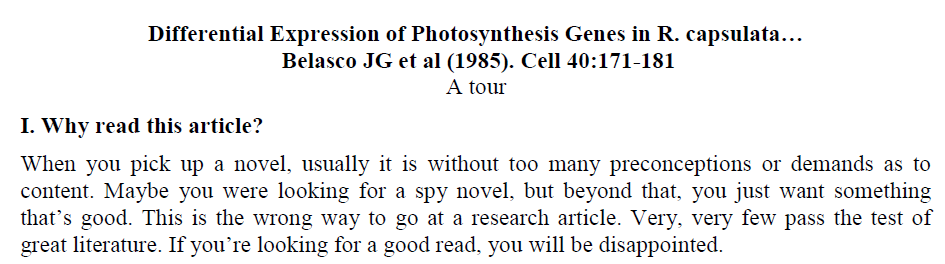 Differential Expression of Photosynthesis Genes in R. capsulata…
Belasco JG et al (1985). Cell 40:171-181
A tour
I. Why read this article?
When you pick up a novel, usually it is without too many preconceptions or demands as to
content. Maybe you were looking for a spy novel, but beyond that, you just want something
that’s good. This is the wrong way to go at a research article. Very, very few pass the test of
great literature. If you’re looking for a good read, you will be disappointed.